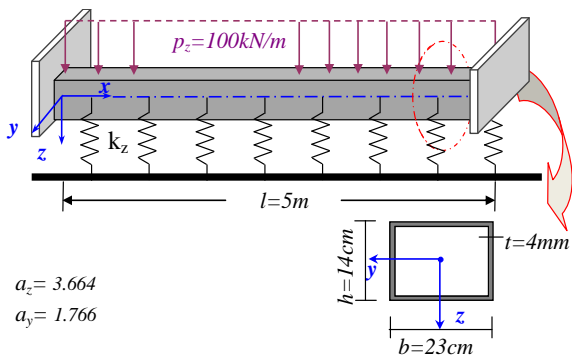 p_z=100kN/m
x
y
z
k_z
l=5m
h=14cm
t=4mm
y
z
a_z= 3.664
a_y= 1.766
b=23cm